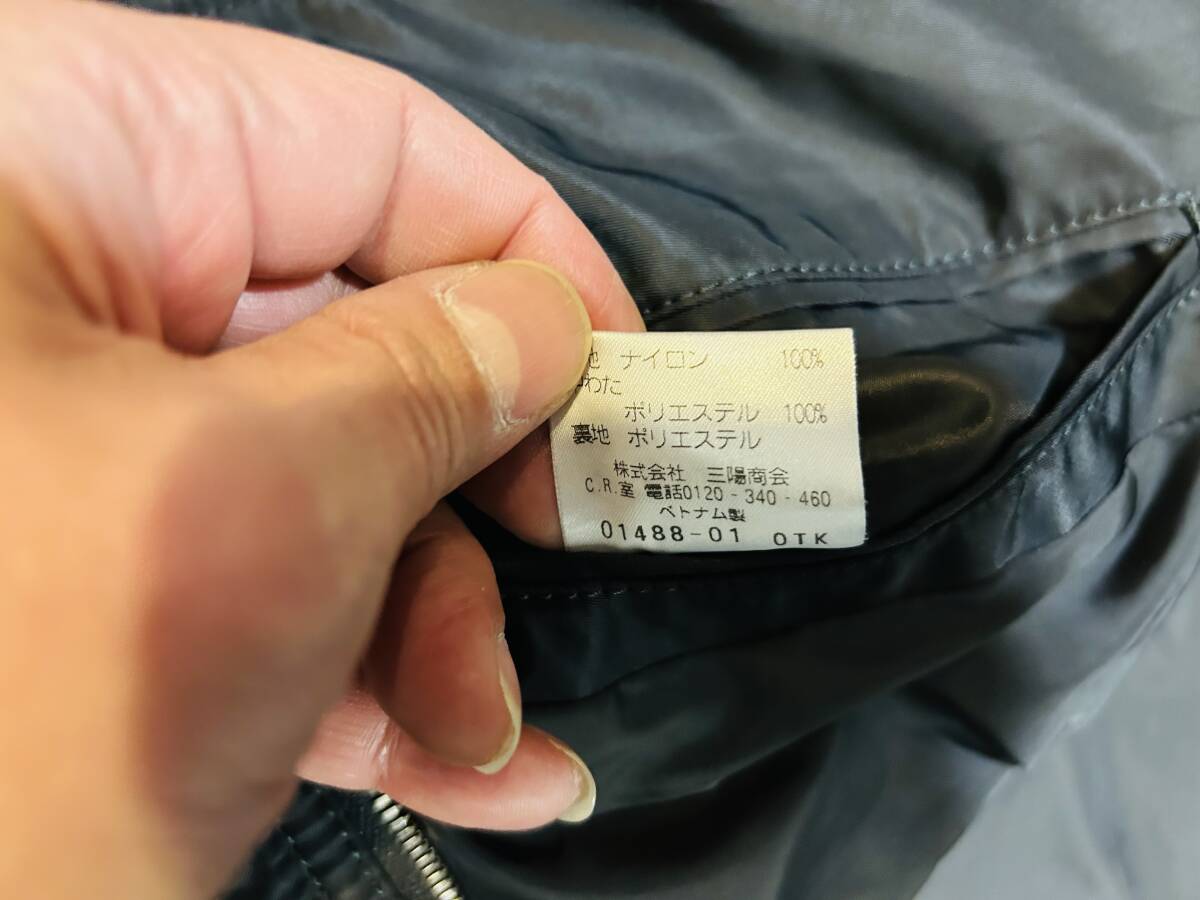 地 ナイロン 100%
中わた
ポリエステル 100%
裏地 ポリエステル
株式会社 三陽商会
C.R.室 電話0120-340-460
ベトナム製
01488-01 OTK